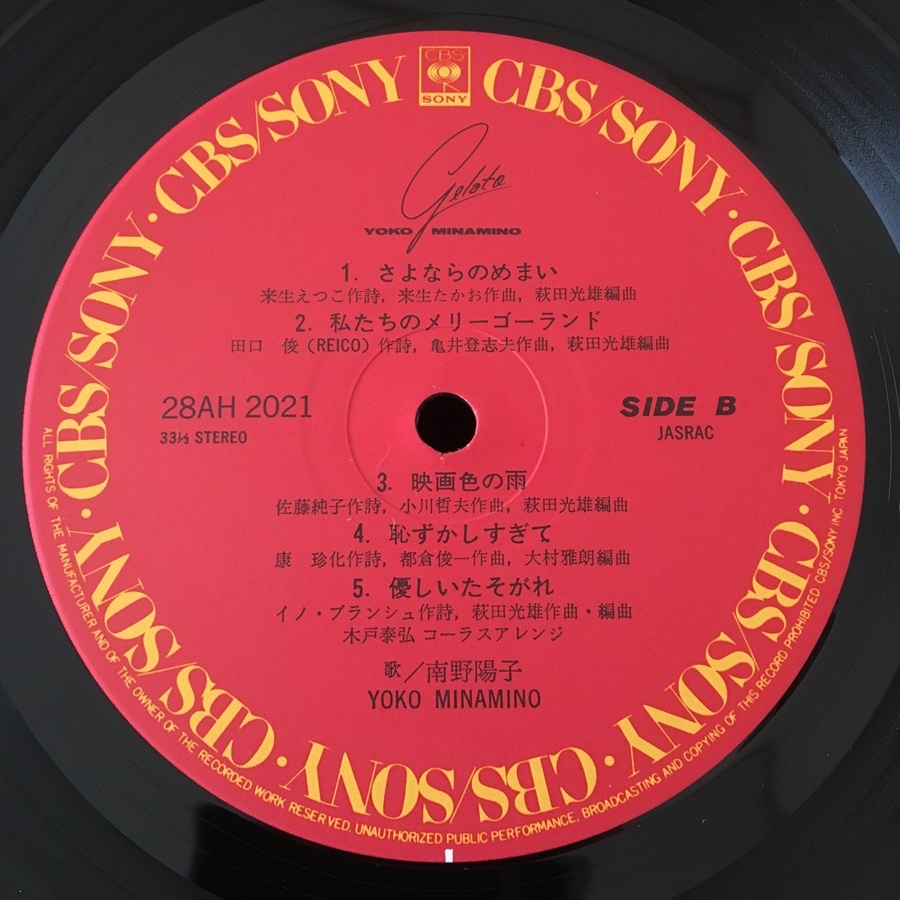 CBS/SONY · CBS/SONY · CBS/SONY · CBS/SONY · CBS/SONY · CBS/SONY · CBS/SONY · CBS/SONY
CBS
SONY
Gelato
YOKO MINAMINO
1. さよならのめまい
来生えつこ作詩, 来生たかお作曲, 萩田光雄編曲
2. 私たちのメリーゴーランド
田口 俊(REICO)作詩, 亀井登志夫作曲, 萩田光雄編曲
28AH 2021
SIDE B
33⅓ STEREO
JASRAC
3. 映画色の雨
佐藤純子作詩, 小川哲夫作曲, 萩田光雄編曲
4. 恥ずかしすぎて
康 珍化作詩, 都倉俊一作曲, 大村雅朗編曲
5. 優しいたそがれ
イノ・ブランシュ作詩, 萩田光雄作曲・編曲
木戸泰弘 コーラスアレンジ
歌/南野陽子
YOKO MINAMINO
ALL RIGHTS OF THE MANUFACTURER AND OF THE OWNER OF THE RECORDED WORK RESERVED. UNAUTHORIZED PUBLIC PERFORMANCE, BROADCASTING AND COPYING OF THIS RECORD PROHIBITED CBS/SONY INC TOKYO JAPAN